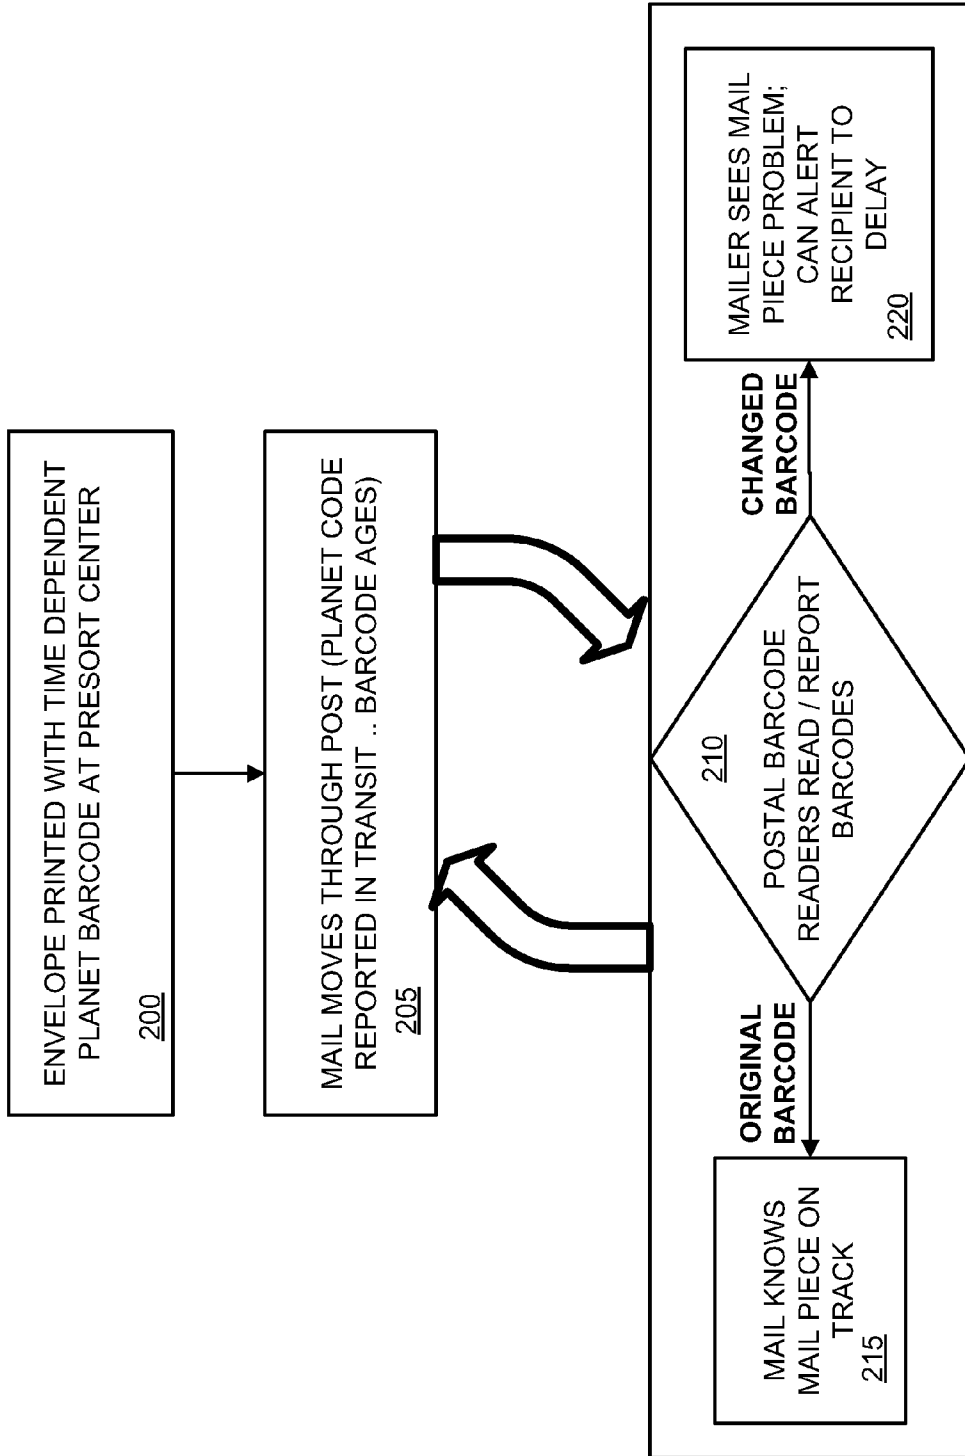 ENVELOPE PRINTED WITH TIME DEPENDENT
PLANET BARCODE AT PRESORT CENTER
200
MAIL MOVES THROUGH POST (PLANET CODE
REPORTED IN TRANSIT .. BARCODE AGES)
205
210
POSTAL BARCODE
READERS READ / REPORT
BARCODES
ORIGINAL
BARCODE
MAIL KNOWS
MAIL PIECE ON
TRACK
215
CHANGED
BARCODE
MAILER SEES MAIL
PIECE PROBLEM;
CAN ALERT
RECIPIENT TO
DELAY
220